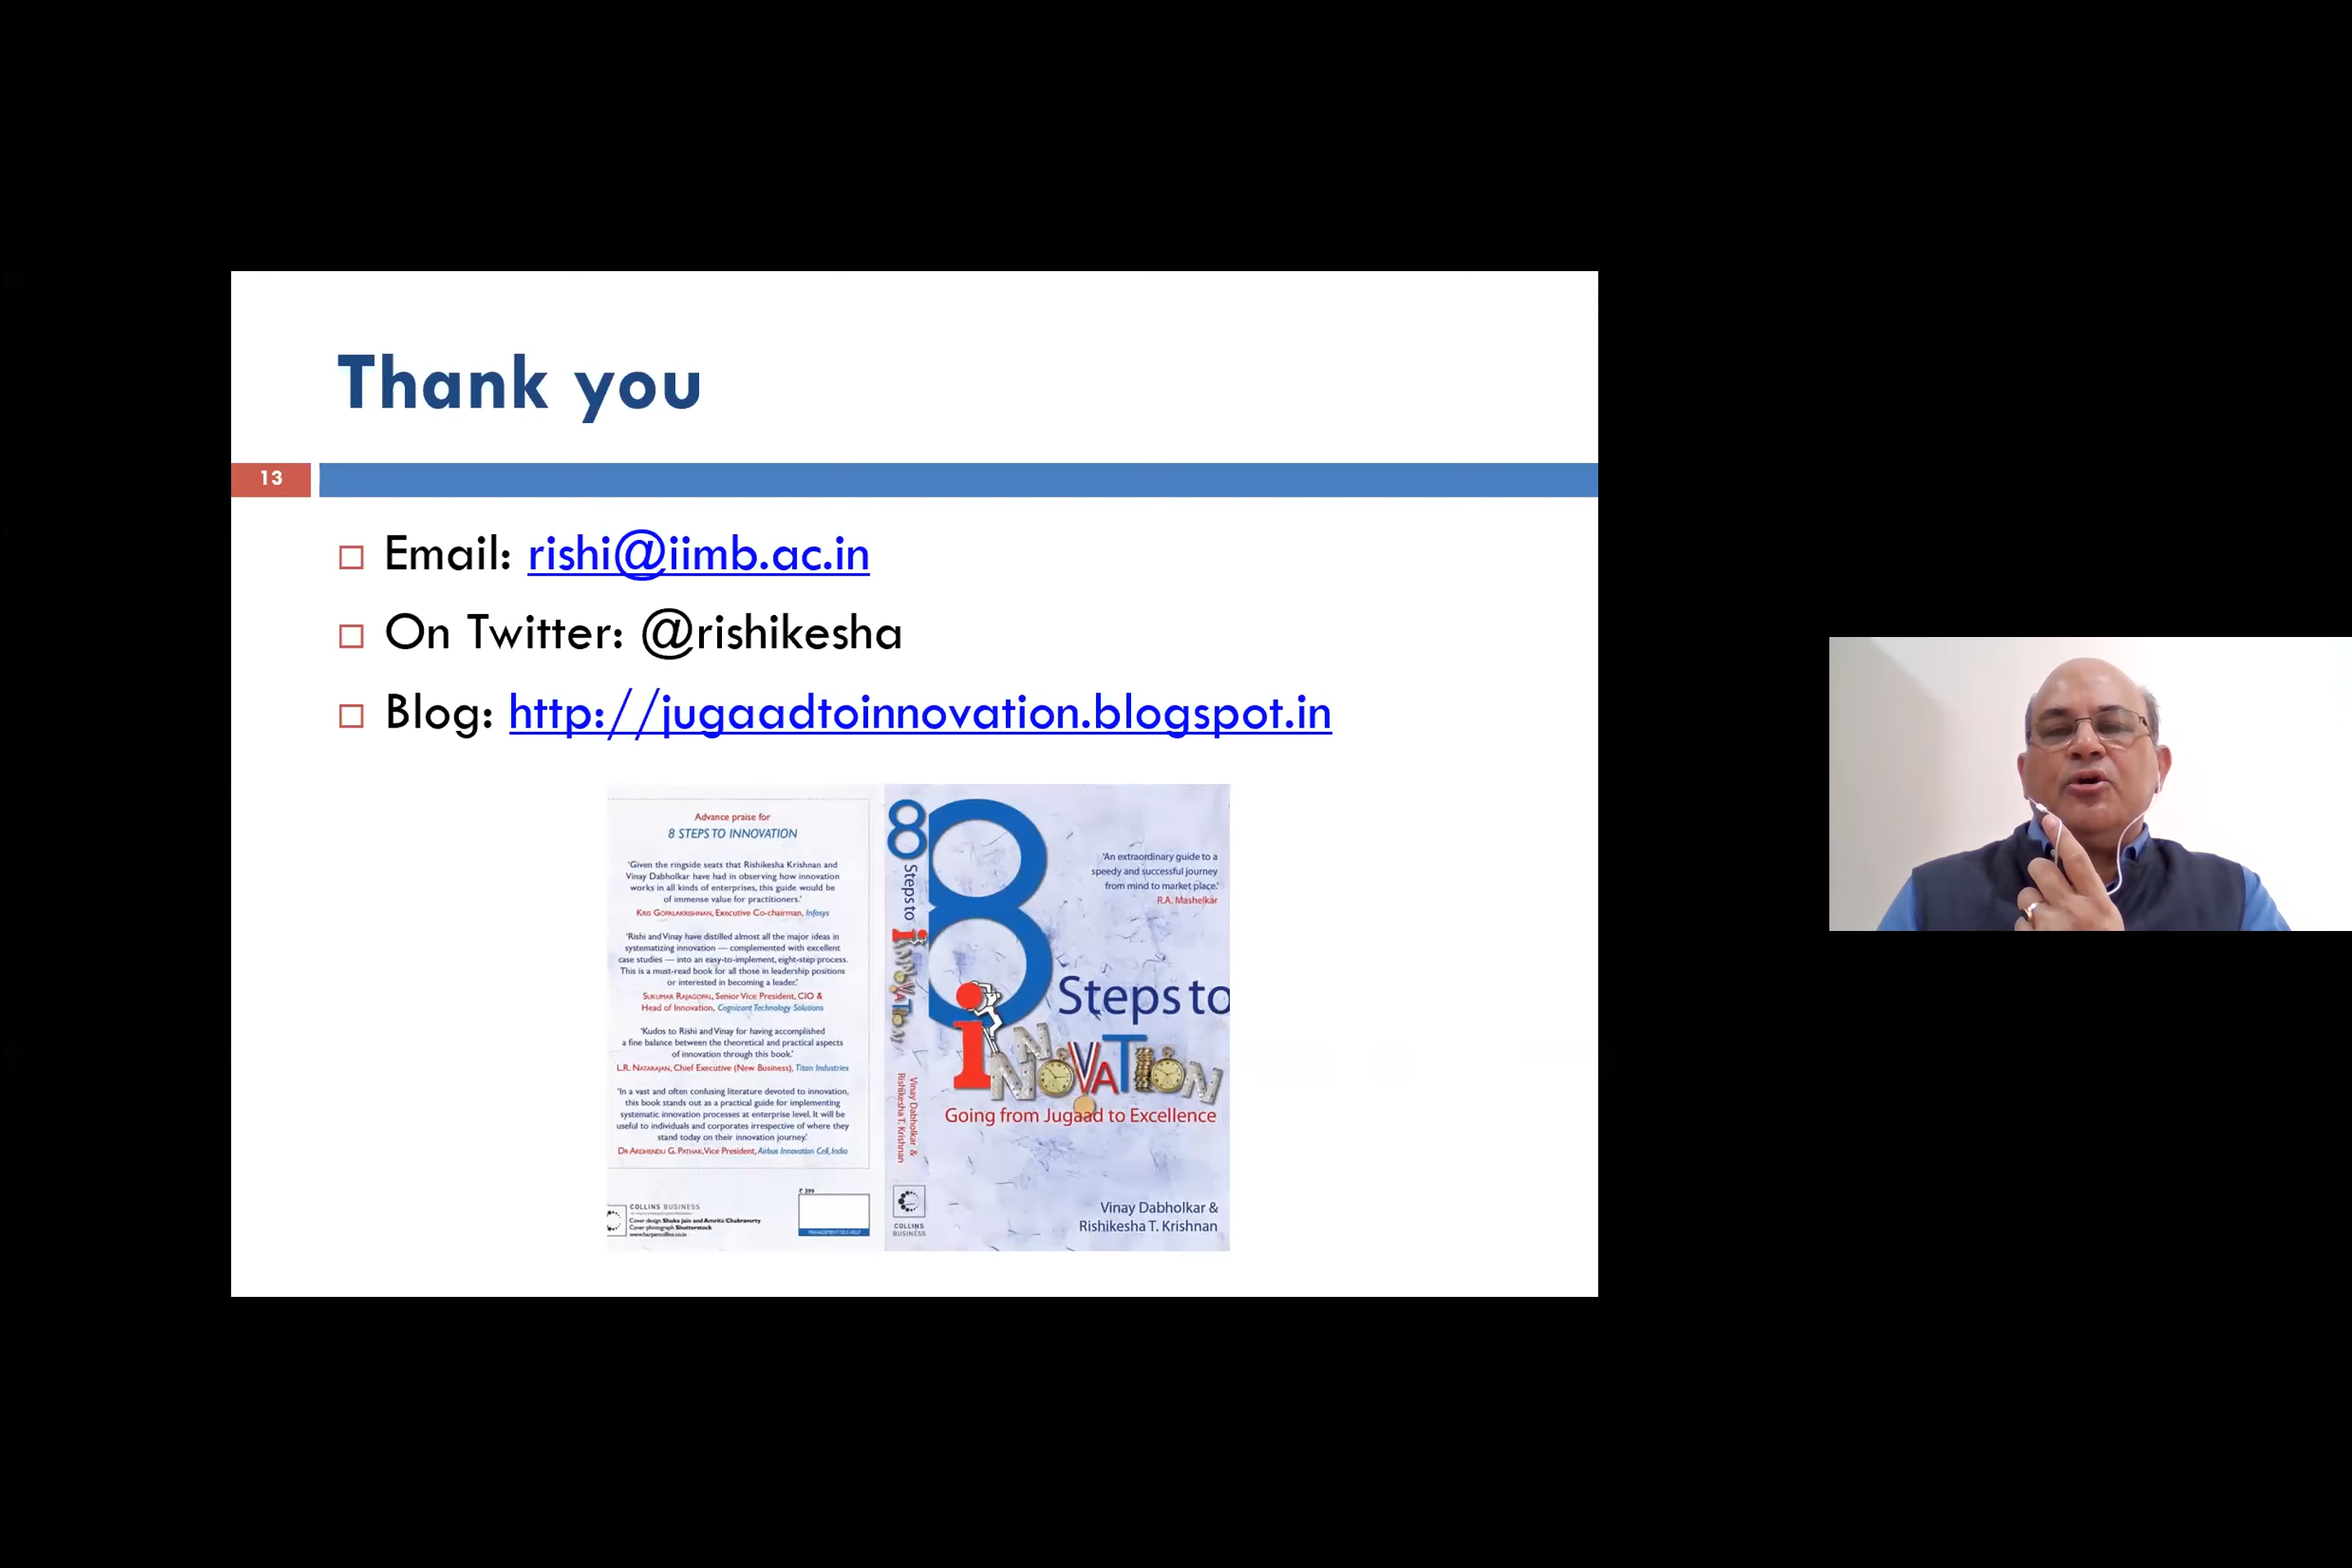 Thank you
13
Email: rishi@iimb.ac.in
On Twitter: @rishikesha
Blog: http://jugaadtoinnovation.blogspot.in
Advance praise for
8 STEPS TO INNOVATION
'Given the ringside seats that Rishikesha Krishnan and
Vinay Dabholkar have had in observing how innovation
works in all kinds of enterprises, this guide would be
of immense value for practitioners.'
KRIS GOPALAKRISHNAN, Executive Co-chairman, Infosys
'Rishi and Vinay have distilled almost all the major ideas in
systematizing innovation — complemented with excellent
case studies — into an easy-to-implement, eight-step process.
This is a must-read book for all those in leadership positions
or interested in becoming a leader.'
SUKUMAR RAJAGOPAL, Senior Vice President, CIO &
Head of Innovation, Cognizant Technology Solutions
'Kudos to Rishi and Vinay for having accomplished
a fine balance between the theoretical and practical aspects
of innovation through this book.'
L.R. NATARAJAN, Chief Executive (New Business), Titan Industries
'In a vast and often confusing literature devoted to innovation,
this book stands out as a practical guide for implementing
systematic innovation processes at enterprise level. It will be
useful to individuals and corporates irrespective of where they
stand today on their innovation journey.'
DR ARDHENDU G. PATHAK, Vice President, Airbus Innovation Cell, India
₹ 399
COLLINS BUSINESS
Cover design Shuka Jain and Amrita Chakravorty
Cover photograph Shutterstock
www.harpercollins.co.in
MANAGEMENT/SELF-HELP
8 Steps to iNNOVATION
Vinay Dabholkar &
Rishikesha T. Krishnan
COLLINS
BUSINESS
8
'An extraordinary guide to a
speedy and successful journey
from mind to market place.'
R.A. Mashelkar
Steps to
iNNOVATION
Going from Jugaad to Excellence
Vinay Dabholkar &
Rishikesha T. Krishnan